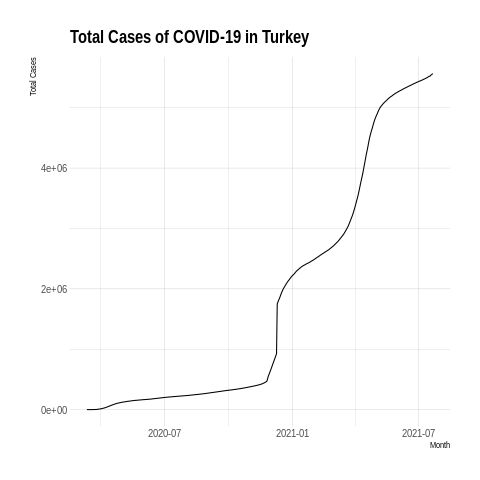 Total Cases of COVID-19 in Turkey
Total Cases
4e+06
2e+06
0e+00
2020-07 2021-01 2021-07
Month